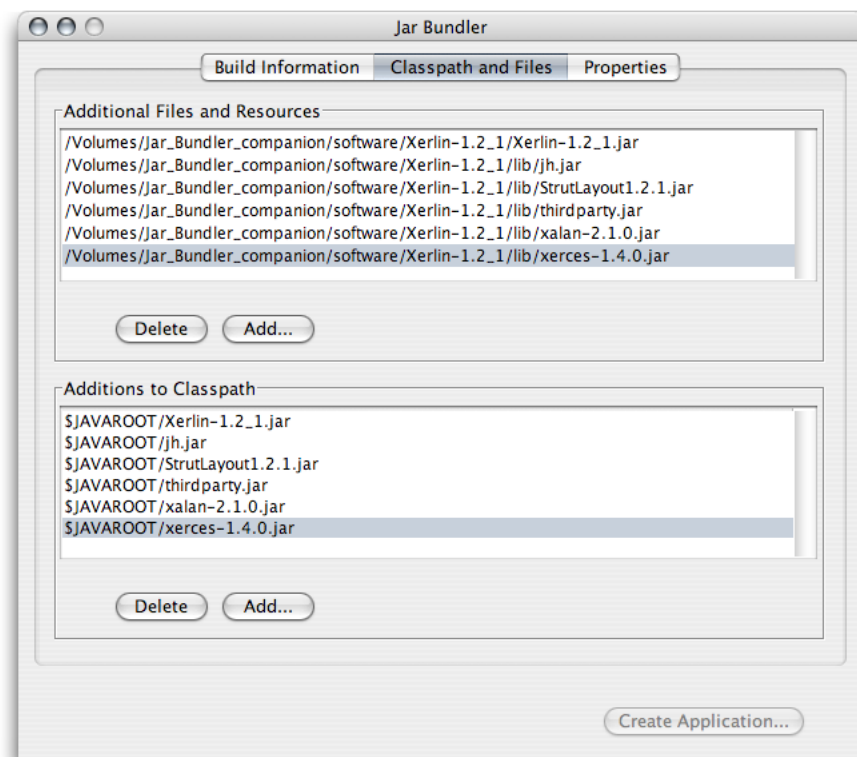 Jar Bundler
Build Information Classpath and Files Properties
Additional Files and Resources
/Volumes/Jar_Bundler_companion/software/Xerlin-1.2_1/Xerlin-1.2_1.jar
/Volumes/Jar_Bundler_companion/software/Xerlin-1.2_1/lib/jh.jar
/Volumes/Jar_Bundler_companion/software/Xerlin-1.2_1/lib/StrutLayout1.2.1.jar
/Volumes/Jar_Bundler_companion/software/Xerlin-1.2_1/lib/thirdparty.jar
/Volumes/Jar_Bundler_companion/software/Xerlin-1.2_1/lib/xalan-2.1.0.jar
/Volumes/Jar_Bundler_companion/software/Xerlin-1.2_1/lib/xerces-1.4.0.jar
Delete Add...
Additions to Classpath
$JAVAROOT/Xerlin-1.2_1.jar
$JAVAROOT/jh.jar
$JAVAROOT/StrutLayout1.2.1.jar
$JAVAROOT/thirdparty.jar
$JAVAROOT/xalan-2.1.0.jar
$JAVAROOT/xerces-1.4.0.jar
Delete Add...
Create Application...